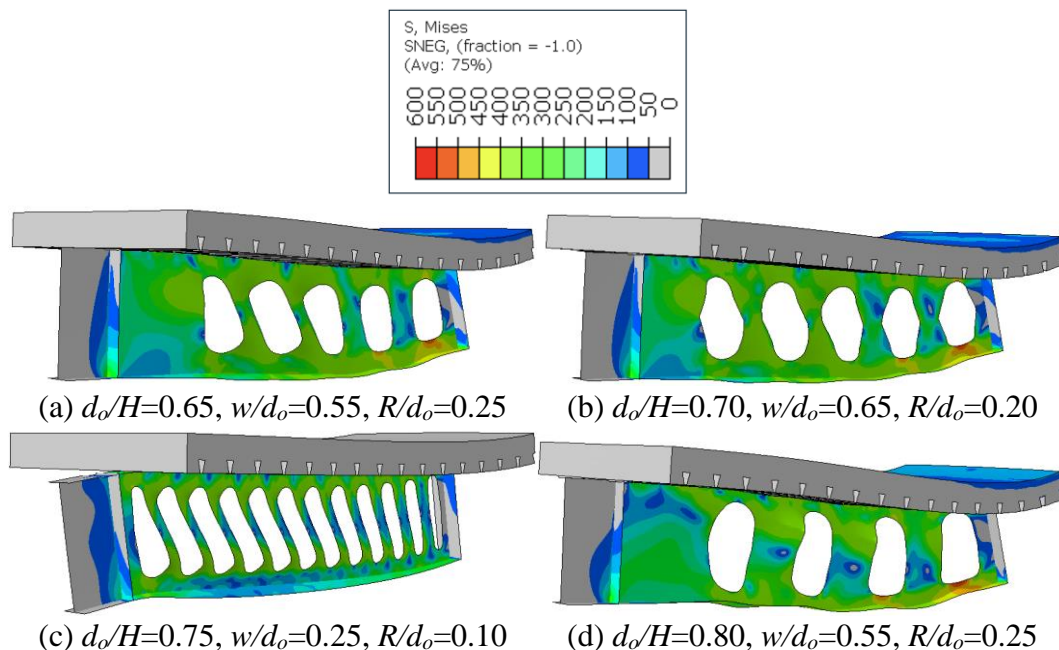 S, Mises
SNEG, (fraction = -1.0)
(Avg: 75%)
600 550 500 450 400 350 300 250 200 150 100 50 0
(a) do/H=0.65, w/do=0.55, R/do=0.25
(b) do/H=0.70, w/do=0.65, R/do=0.20
(c) do/H=0.75, w/do=0.25, R/do=0.10
(d) do/H=0.80, w/do=0.55, R/do=0.25